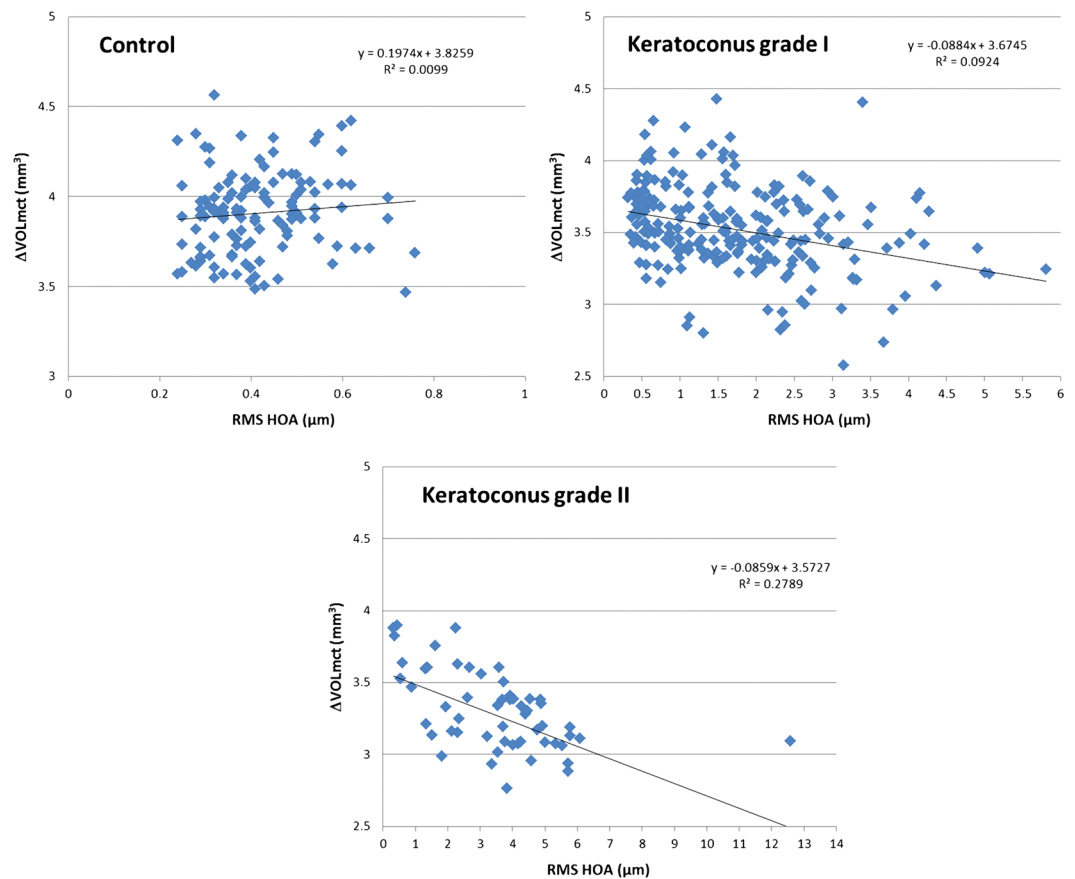 Control
y = 0.1974x + 3.8259
R² = 0.0099
5
4.5
4
3.5
3
ΔVOLmct (mm³)
0 0.2 0.4 0.6 0.8 1
RMS HOA (µm)
Keratoconus grade I
y = -0.0884x + 3.6745
R² = 0.0924
5
4.5
4
3.5
3
2.5
ΔVOLmct (mm³)
0 0.5 1 1.5 2 2.5 3 3.5 4 4.5 5 5.5 6
RMS HOA (µm)
Keratoconus grade II
y = -0.0859x + 3.5727
R² = 0.2789
5
4.5
4
3.5
3
2.5
ΔVOLmct (mm³)
0 1 2 3 4 5 6 7 8 9 10 11 12 13 14
RMS HOA (µm)